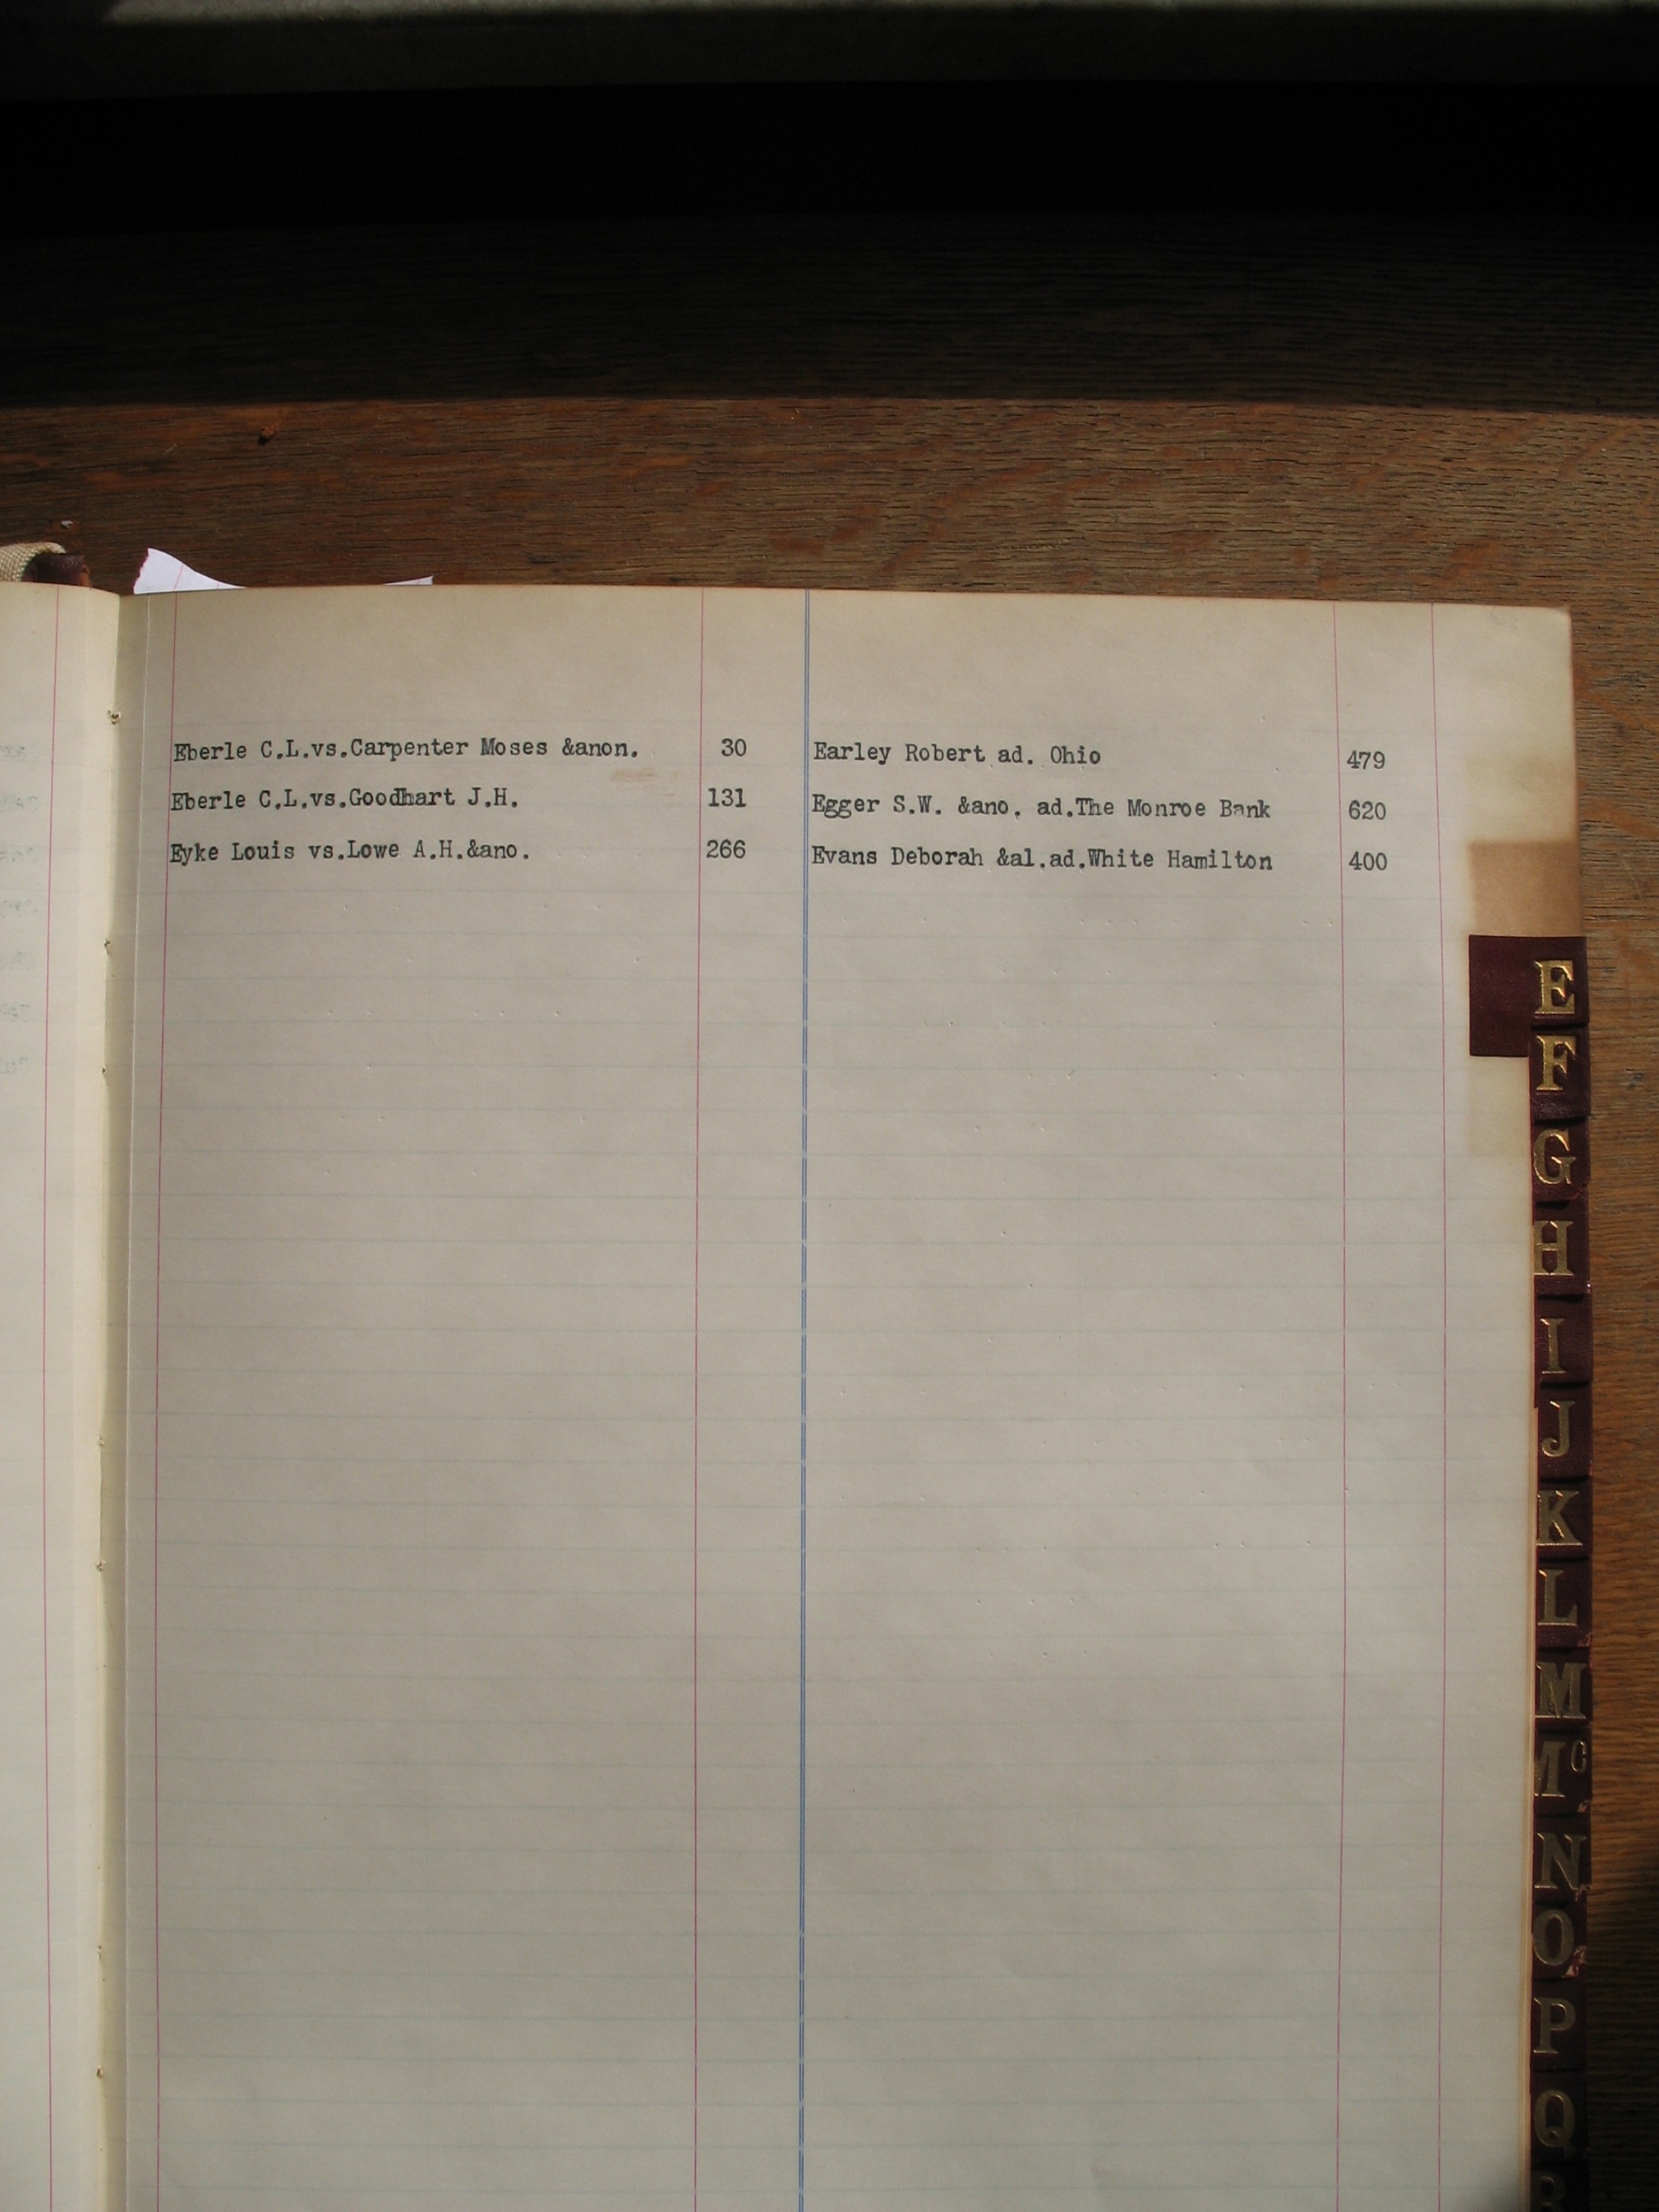 Eberle C.L.vs.Carpenter Moses &anon. 30
Eberle C.L.vs.Goodhart J.H. 131
Eyke Louis vs.Lowe A.H.&ano. 266
Earley Robert ad. Ohio 479
Egger S.W. &ano. ad.The Monroe Bank 620
Evans Deborah &al.ad.White Hamilton 400
E
F
G
H
I
J
K
L
M
Mc
N
O
P
Q
R